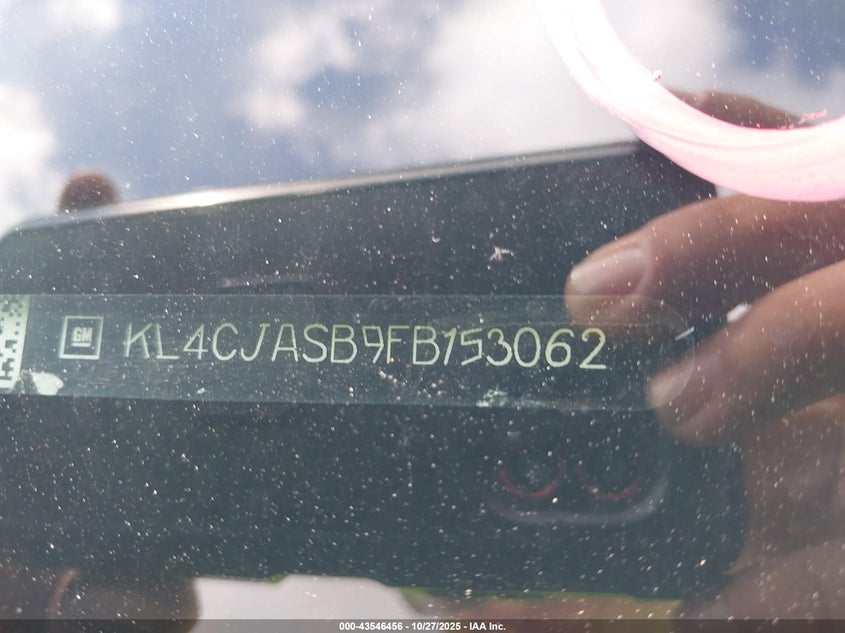 GM KL4CJASB9FB153062
000-43546456 - 10/27/2025 - IAA Inc.